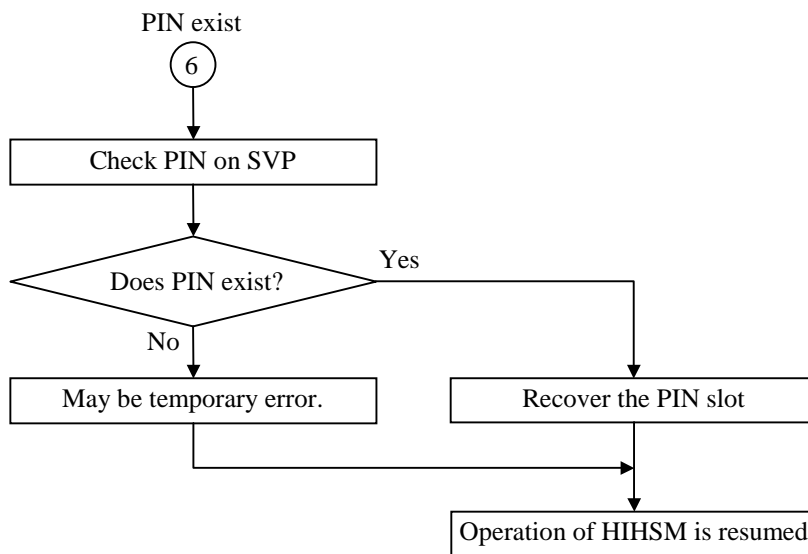 PIN exist
6
Check PIN on SVP
Does PIN exist?
Yes
No
May be temporary error.
Recover the PIN slot
Operation of HIHSM is resumed